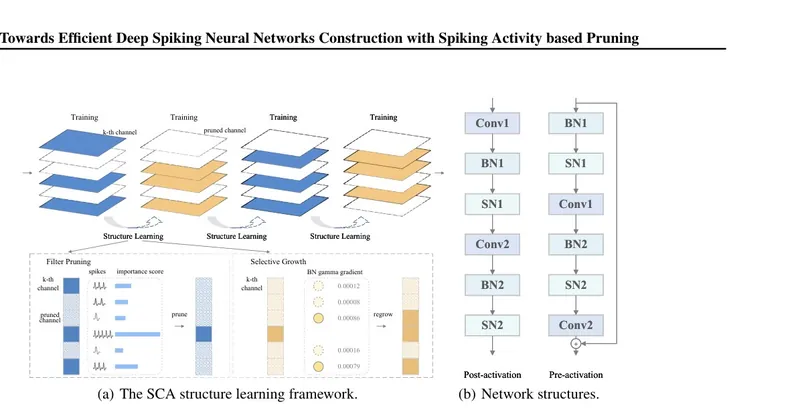 Towards Efficient Deep Spiking Neural Networks Construction with Spiking Activity based Pruning
Training
Training
Training
Training
k-th channel
pruned channel
Structure Learning
Structure Learning
Structure Learning
Filter Pruning
k-th
channel
spikes
importance score
pruned
channel
prune
Selective Growth
k-th
channel
BN gamma gradient
0.00012
0.00008
0.00086
0.00016
0.00079
regrow
(a) The SCA structure learning framework.
Conv1
BN1
SN1
Conv2
BN2
SN2
Post-activation
BN1
SN1
Conv1
BN2
SN2
Conv2
+
Pre-activation
(b) Network structures.